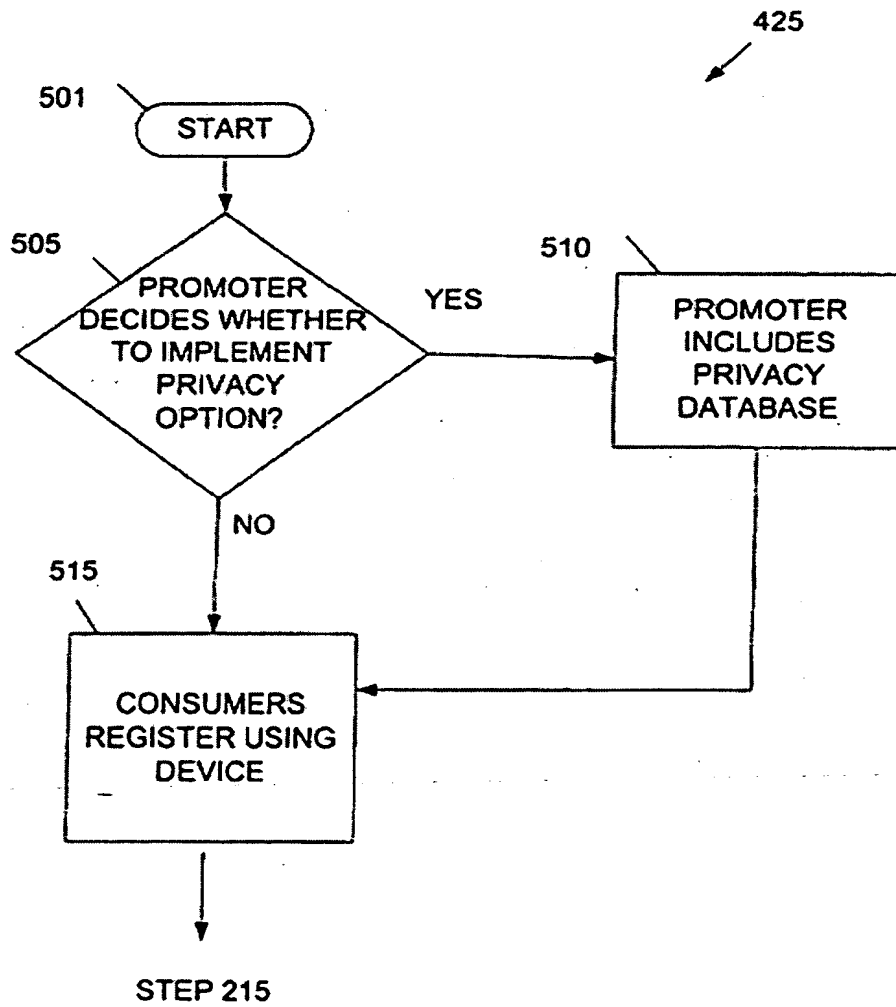 425
501
START
505
PROMOTER
DECIDES WHETHER
TO IMPLEMENT
PRIVACY
OPTION?
YES
510
PROMOTER
INCLUDES
PRIVACY
DATABASE
NO
515
CONSUMERS
REGISTER USING
DEVICE
STEP 215